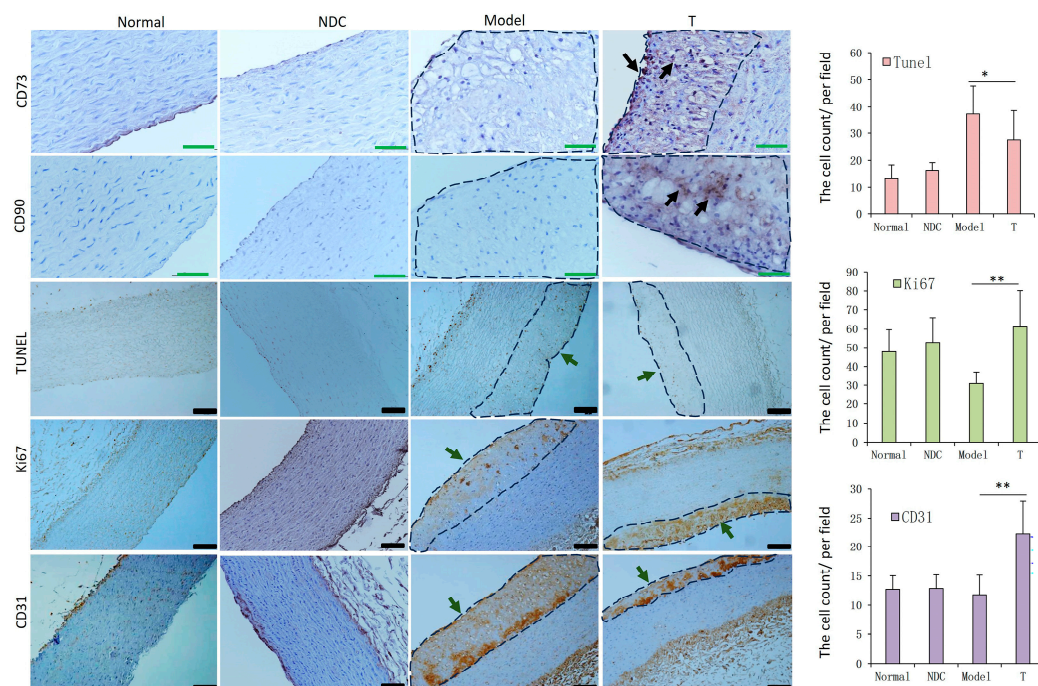 Normal NDC Model T
CD73
CD90
TUNEL
Ki67
CD31
Tunel
The cell count/ per field
60
50
40
30
20
10
0
*
Normal NDC Model T
Ki67
The cell count/ per field
90
80
70
60
50
40
30
20
10
0
**
Normal NDC Model T
CD31
The cell count/ per field
30
25
20
15
10
5
0
**
Normal NDC Model T